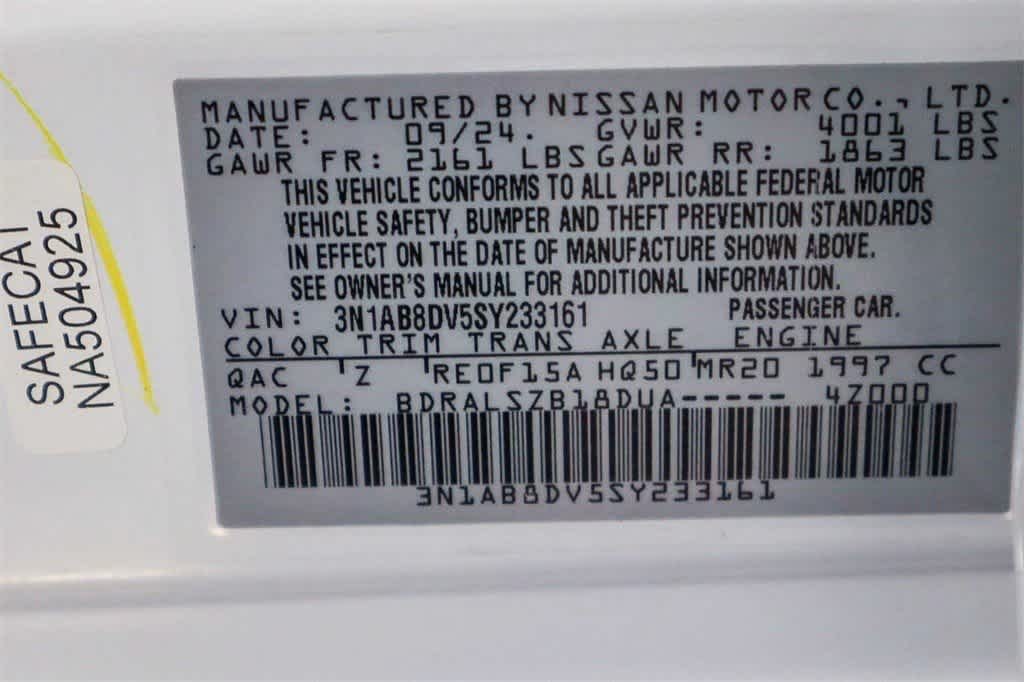 MANUFACTURED BY NISSAN MOTOR CO., LTD.
DATE: 09/24. GVWR: 4001 LBS
GAWR FR: 2161 LBS GAWR RR: 1863 LBS
THIS VEHICLE CONFORMS TO ALL APPLICABLE FEDERAL MOTOR
VEHICLE SAFETY, BUMPER AND THEFT PREVENTION STANDARDS
IN EFFECT ON THE DATE OF MANUFACTURE SHOWN ABOVE.
SEE OWNER'S MANUAL FOR ADDITIONAL INFORMATION.
VIN: 3N1AB8DV5SY233161 PASSENGER CAR.
COLOR TRIM TRANS AXLE ENGINE
QAC Z RE0F15A HQ50 MR20 1997 CC
MODEL: BDRALSZB18DUA----- 4Z000
3N1AB8DV5SY233161
SAFECAT
NA504925